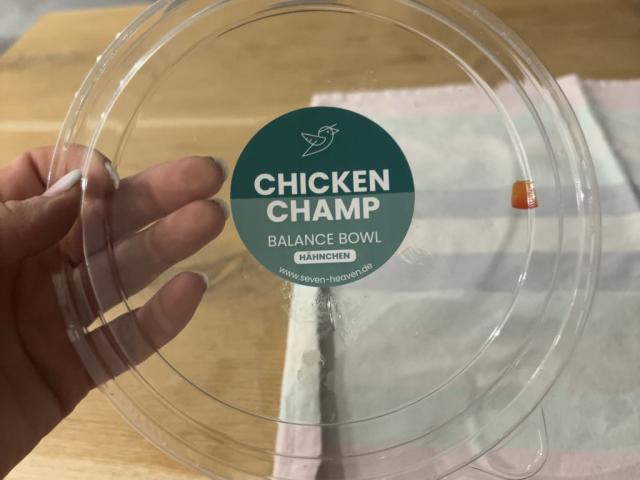 CHICKEN
CHAMP
BALANCE BOWL
HÄHNCHEN
www.seven-heaven.de